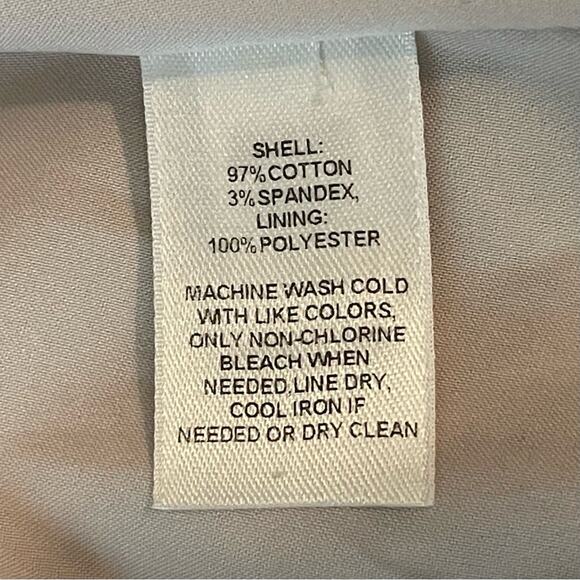 SHELL:
97% COTTON
3% SPANDEX,
LINING:
100% POLYESTER
MACHINE WASH COLD
WITH LIKE COLORS,
ONLY NON-CHLORINE
BLEACH WHEN
NEEDED, LINE DRY,
COOL IRON IF
NEEDED OR DRY CLEAN